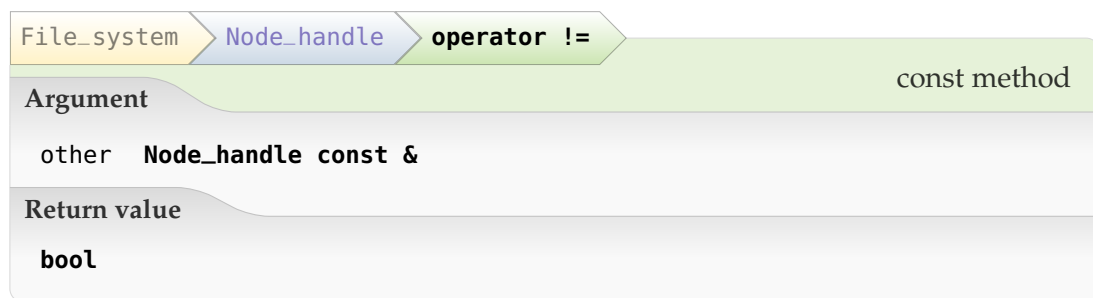 File_system Node_handle operator !=
const method
Argument
other Node_handle const &
Return value
bool